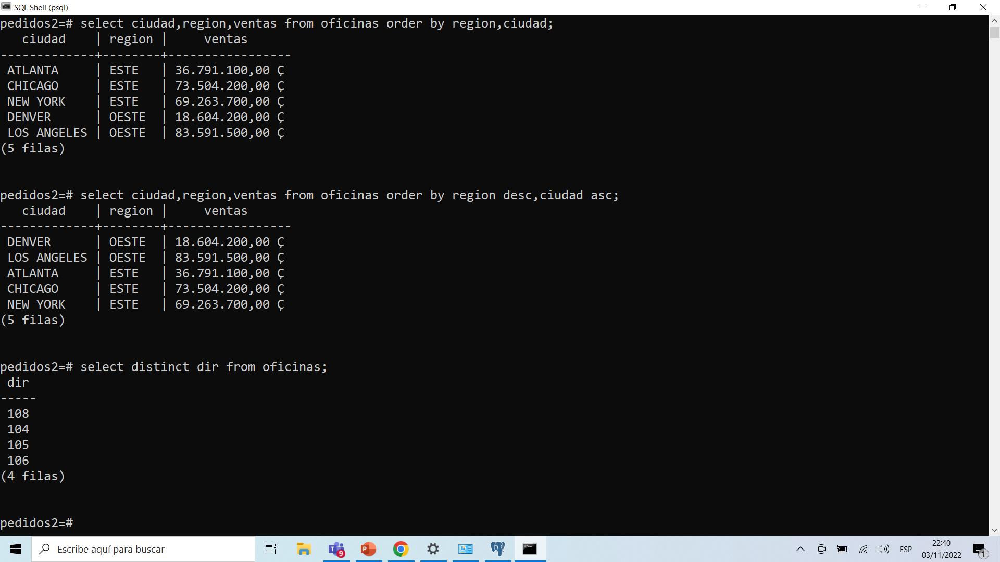 SQL Shell (psql)
pedidos2=# select ciudad,region,ventas from oficinas order by region,ciudad;
   ciudad    | region |     ventas
-------------+--------+-----------------
 ATLANTA     | ESTE   | 36.791.100,00 Ç
 CHICAGO     | ESTE   | 73.504.200,00 Ç
 NEW YORK    | ESTE   | 69.263.700,00 Ç
 DENVER      | OESTE  | 18.604.200,00 Ç
 LOS ANGELES | OESTE  | 83.591.500,00 Ç
(5 filas)
pedidos2=# select ciudad,region,ventas from oficinas order by region desc,ciudad asc;
   ciudad    | region |     ventas
-------------+--------+-----------------
 DENVER      | OESTE  | 18.604.200,00 Ç
 LOS ANGELES | OESTE  | 83.591.500,00 Ç
 ATLANTA     | ESTE   | 36.791.100,00 Ç
 CHICAGO     | ESTE   | 73.504.200,00 Ç
 NEW YORK    | ESTE   | 69.263.700,00 Ç
(5 filas)
pedidos2=# select distinct dir from oficinas;
 dir
-----
 108
 104
 105
 106
(4 filas)
pedidos2=#
Escribe aquí para buscar
T 9
P
ESP
22:40
03/11/2022
1